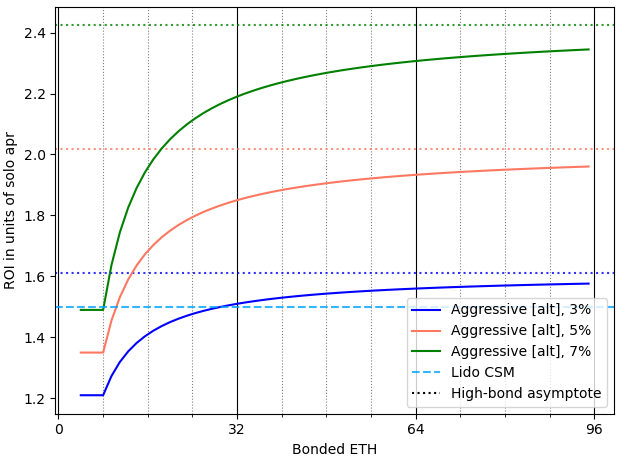 2.4
2.2
2.0
1.8
1.6
1.4
1.2
ROI in units of solo apr
0
32
64
96
Bonded ETH
Aggressive [alt], 3%
Aggressive [alt], 5%
Aggressive [alt], 7%
Lido CSM
High-bond asymptote